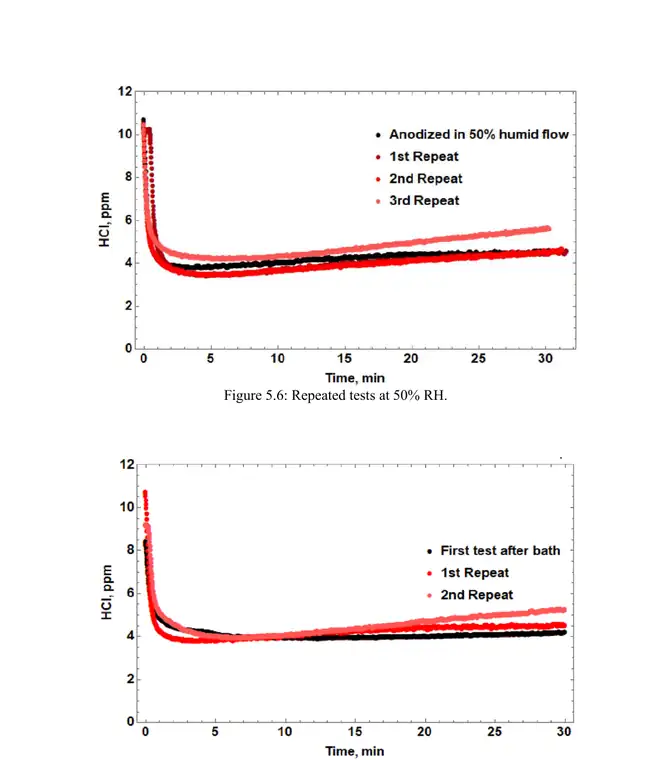 12
10
8
6
4
2
0
HCl, ppm
Anodized in 50% humid flow
1st Repeat
2nd Repeat
3rd Repeat
0 5 10 15 20 25 30
Time, min
Figure 5.6: Repeated tests at 50% RH.
12
10
8
6
4
2
0
HCl, ppm
First test after bath
1st Repeat
2nd Repeat
0 5 10 15 20 25 30
Time, min